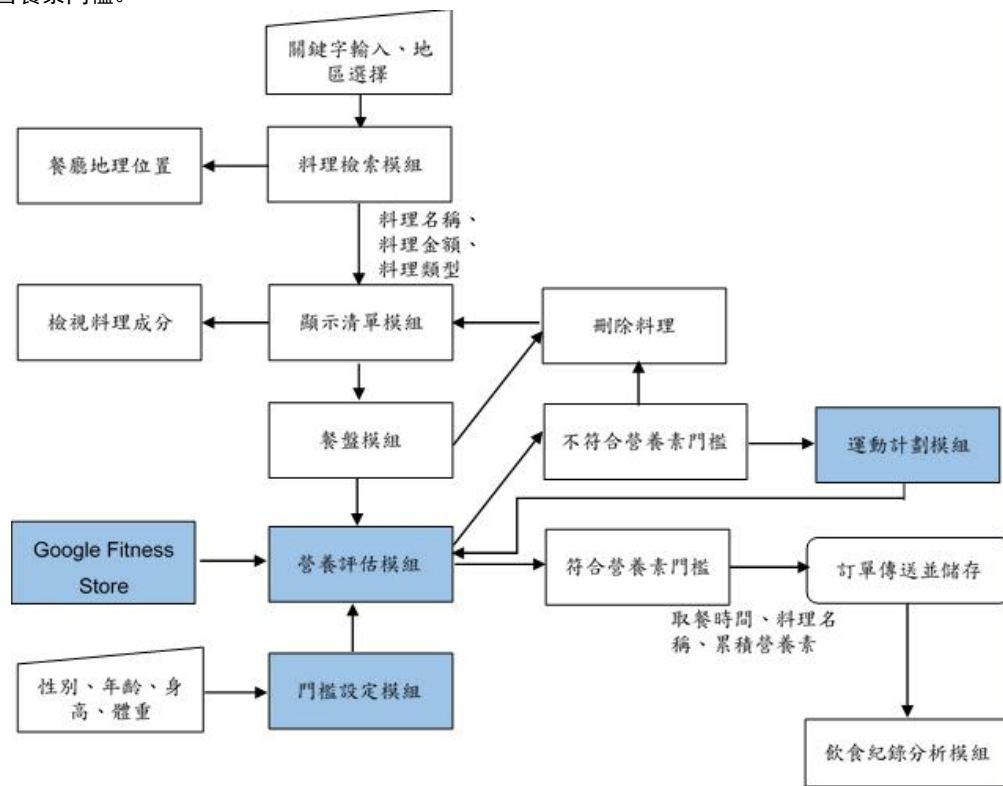 養素門檻。
關鍵字輸入、地
區選擇
餐廳地理位置
料理檢索模組
料理名稱、
料理金額、
料理類型
檢視料理成分
顯示清單模組
刪除料理
餐盤模組
不符合營養素門檻
運動計劃模組
Google Fitness
Store
營養評估模組
符合營養素門檻
訂單傳送並儲存
取餐時間、料理名
稱、累積營養素
性別、年齡、身
高、體重
門檻設定模組
飲食紀錄分析模組